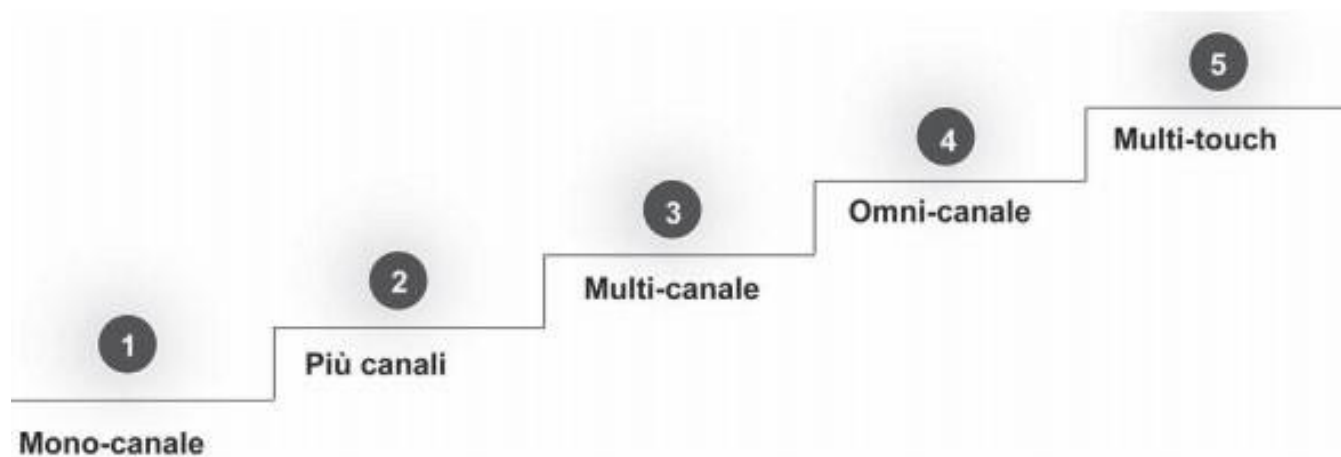 1
Mono-canale
2
Più canali
3
Multi-canale
4
Omni-canale
5
Multi-touch